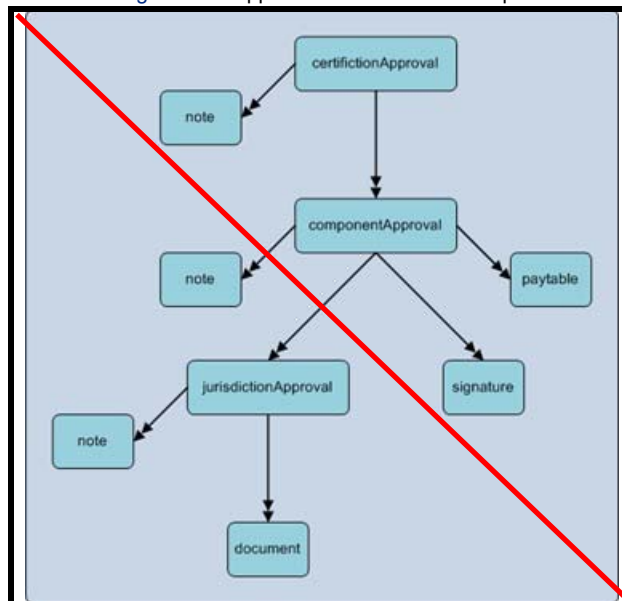 certifictionApproval
note
componentApproval
note
paytable
jurisdictionApproval
signature
note
document